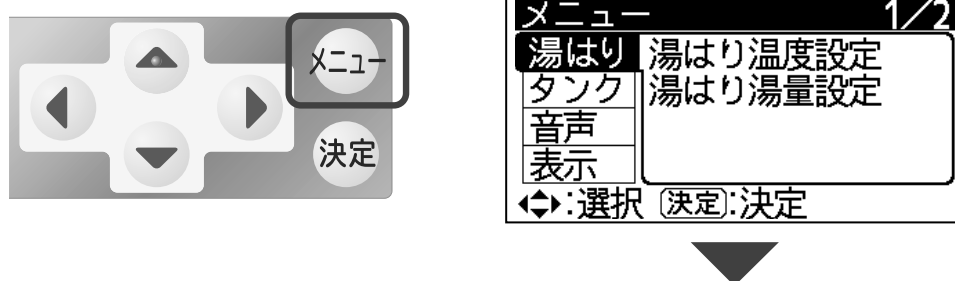 メニュー
決定
メニュー 1/2
湯はり 湯はり温度設定
タンク 湯はり湯量設定
音声
表示
:選択 決定:決定